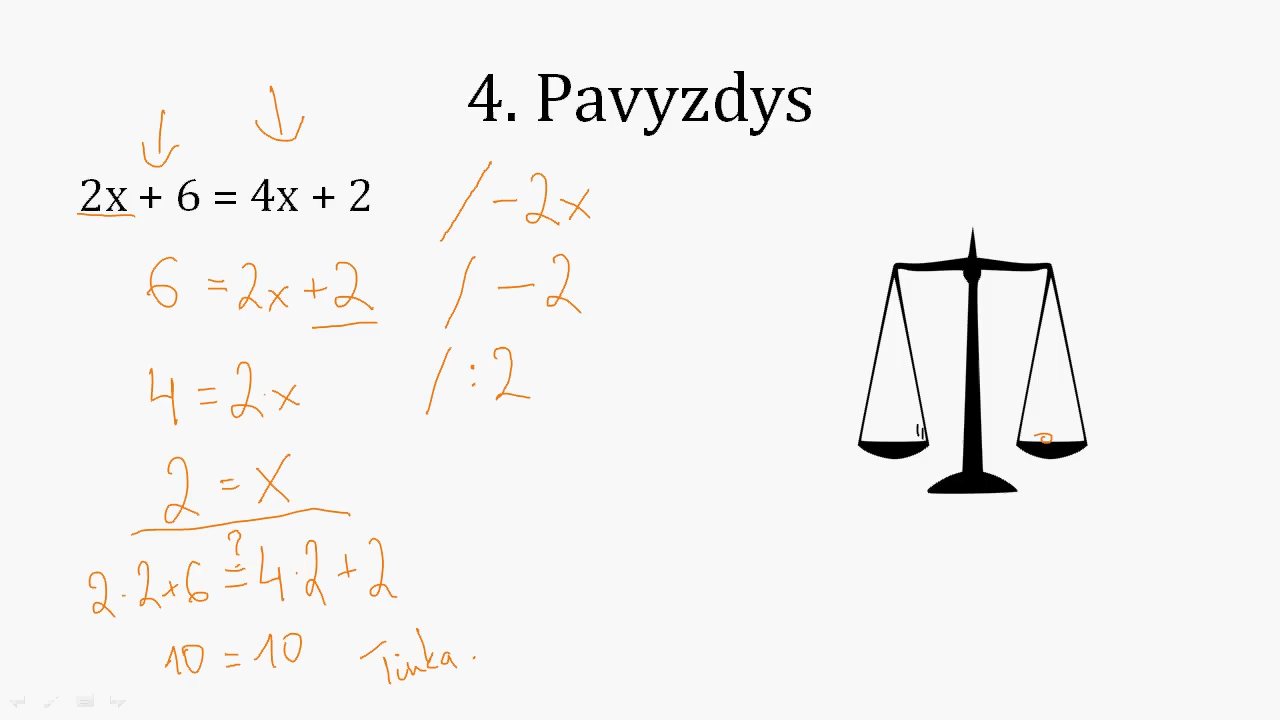 4. Pavyzdys
2x + 6 = 4x + 2 / -2x
6 = 2x + 2 / -2
4 = 2·x / :2
2 = x
2·2+6 ?= 4·2+2
10 = 10 Tinka.